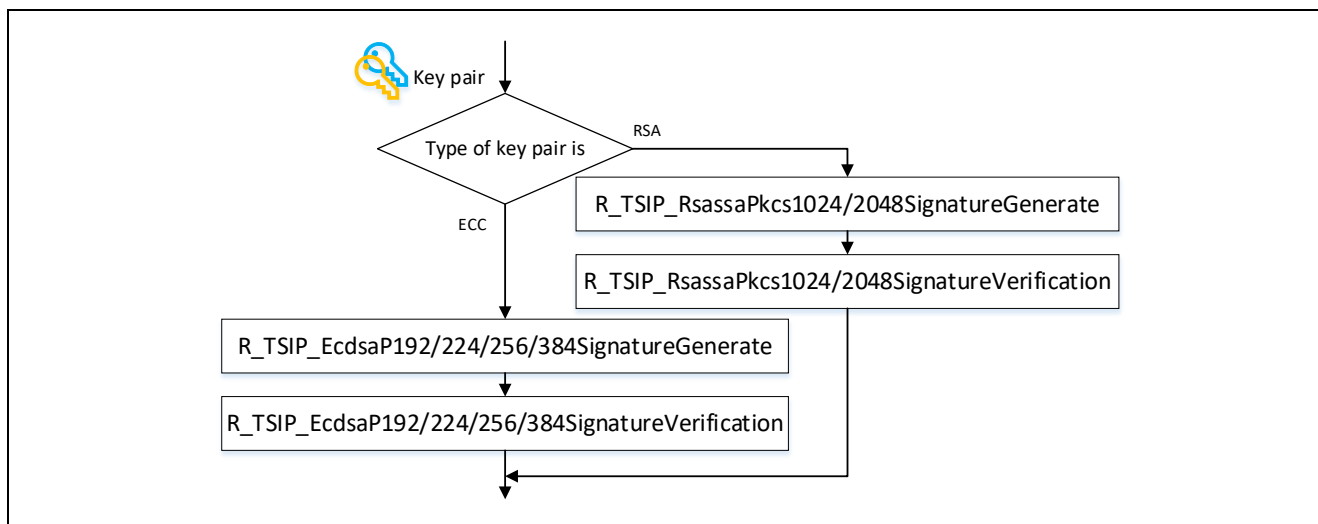 Key pair
Type of key pair is
RSA
R_TSIP_RsassaPkcs1024/2048SignatureGenerate
R_TSIP_RsassaPkcs1024/2048SignatureVerification
ECC
R_TSIP_EcdsaP192/224/256/384SignatureGenerate
R_TSIP_EcdsaP192/224/256/384SignatureVerification